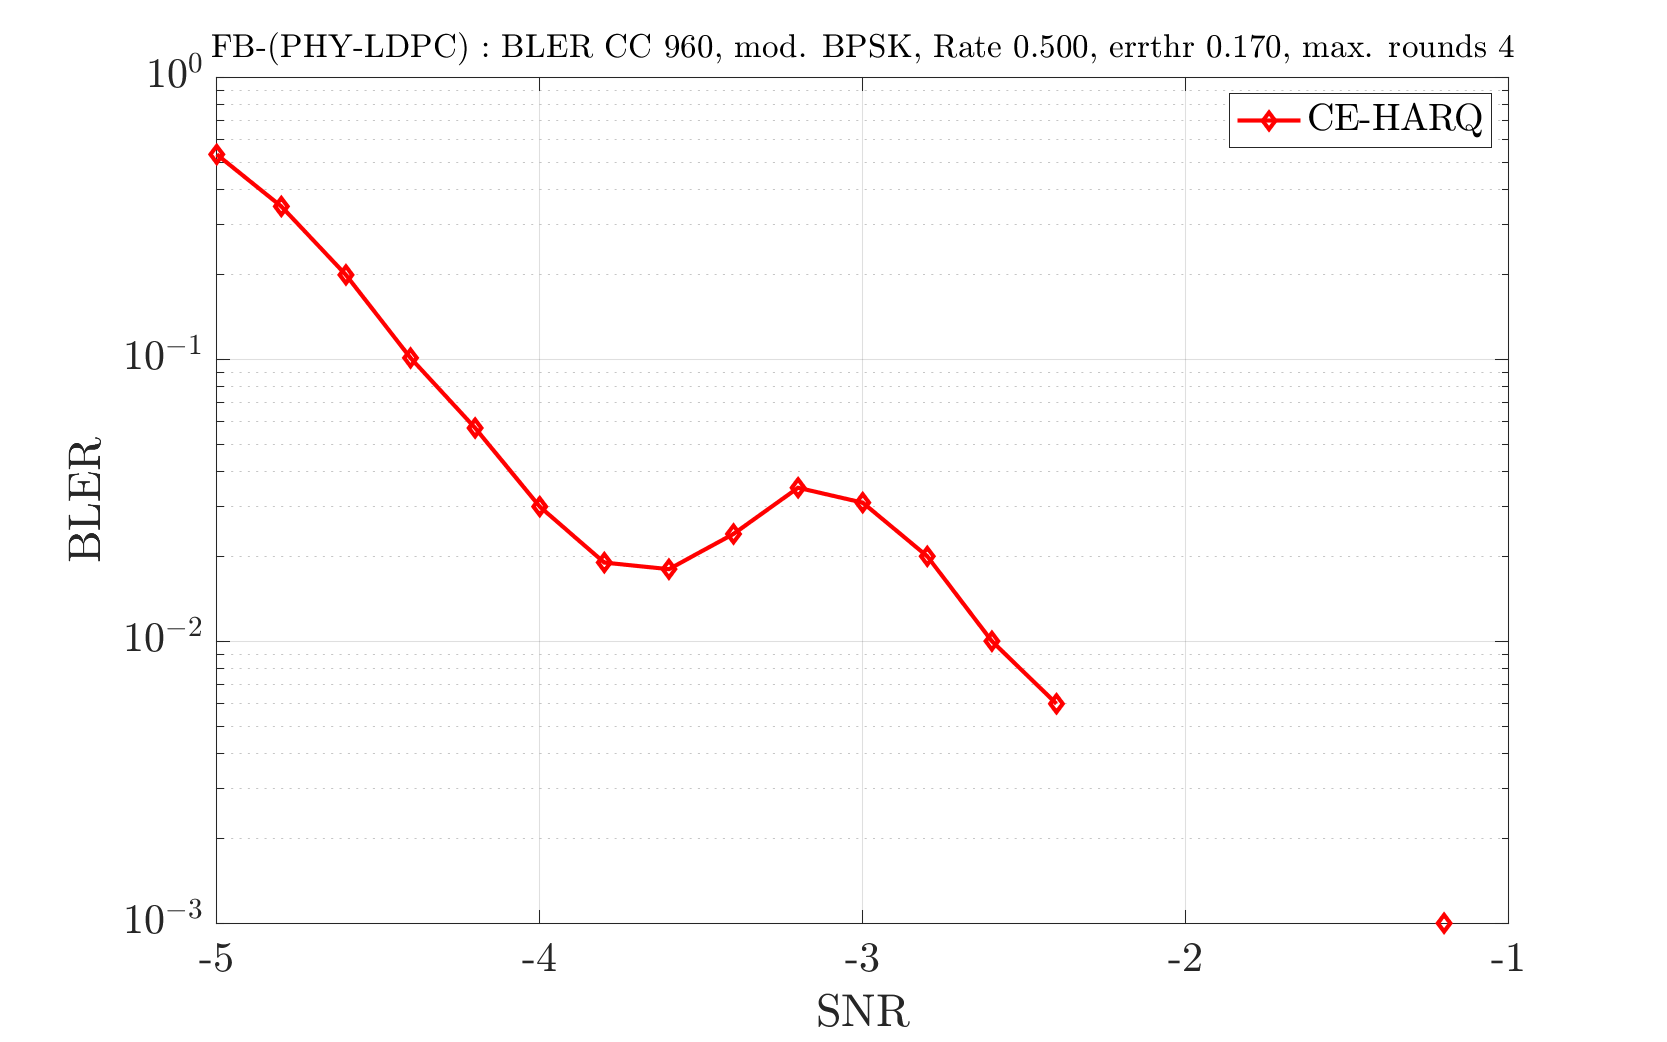 FB-(PHY-LDPC) : BLER CC 960, mod. BPSK, Rate 0.500, errthr 0.170, max. rounds 4
10^0
CE-HARQ
10^{-1}
BLER
10^{-2}
10^{-3}
-5 -4 -3 -2 -1
SNR